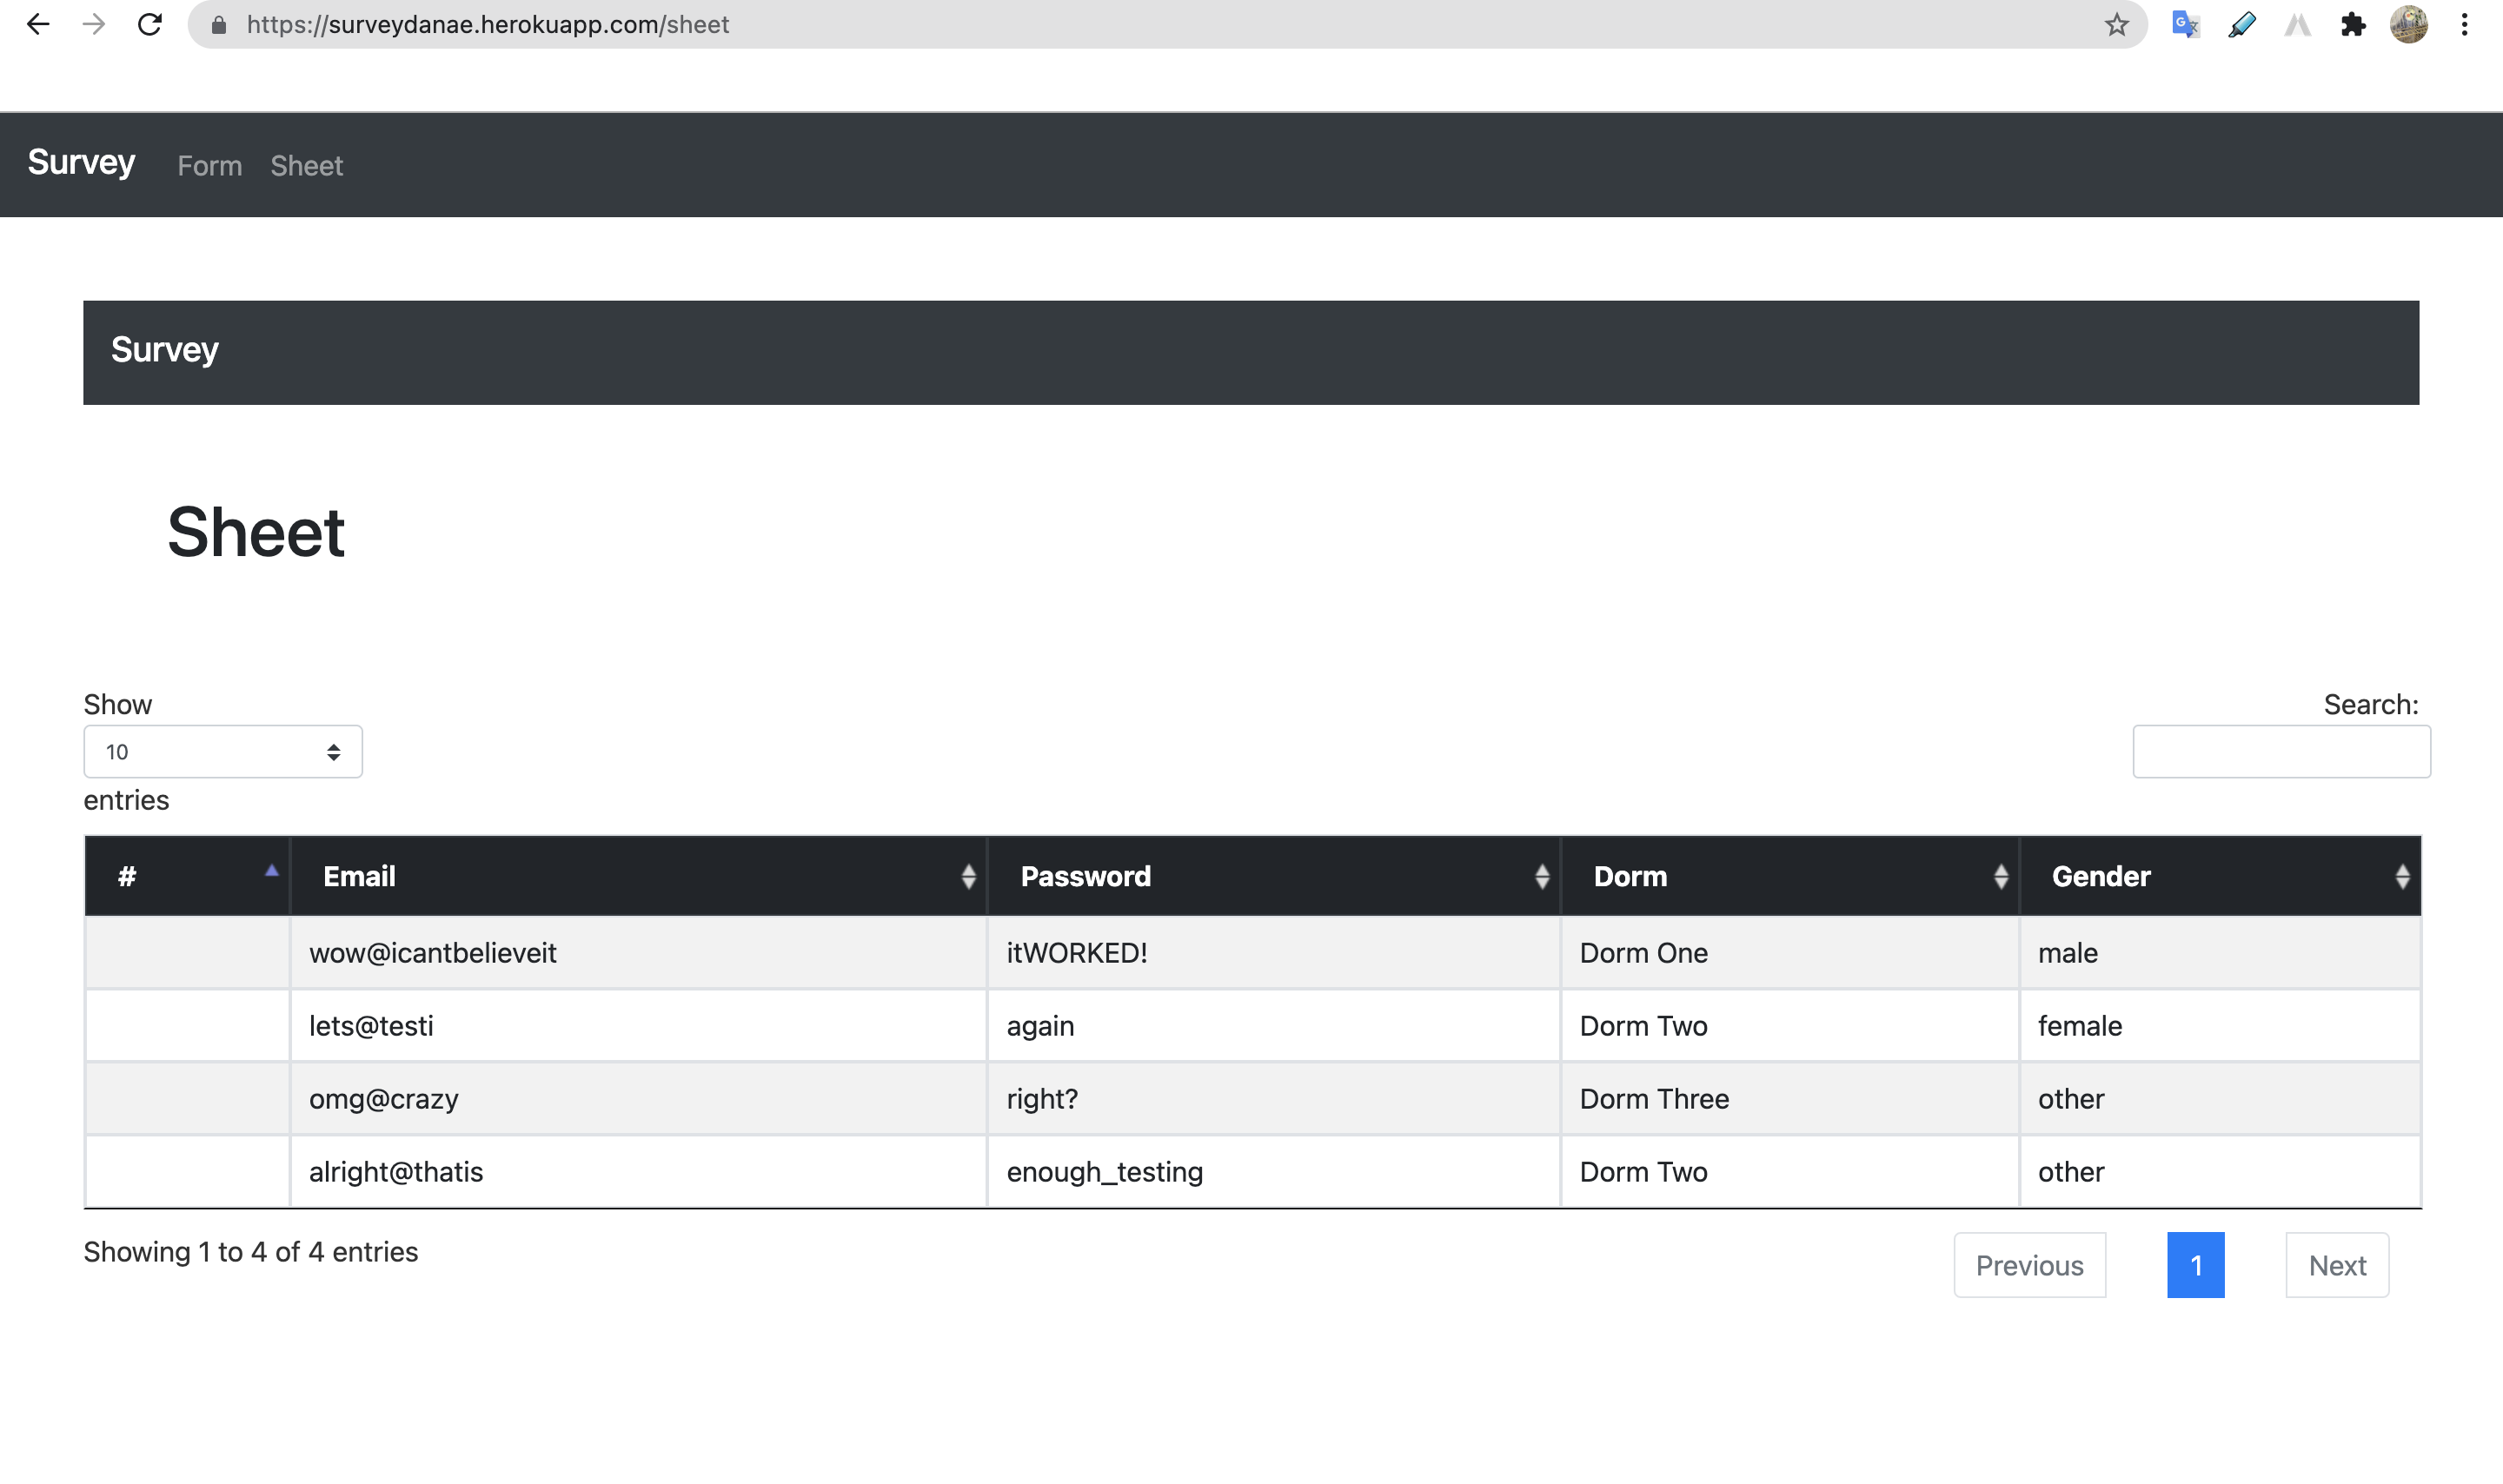 https://surveydanae.herokuapp.com/sheet
Survey Form Sheet
Survey
Sheet
Show
10
entries
Search:
# Email Password Dorm Gender
wow@icantbelieveit itWORKED! Dorm One male
lets@testi again Dorm Two female
omg@crazy right? Dorm Three other
alright@thatis enough_testing Dorm Two other
Showing 1 to 4 of 4 entries
Previous 1 Next